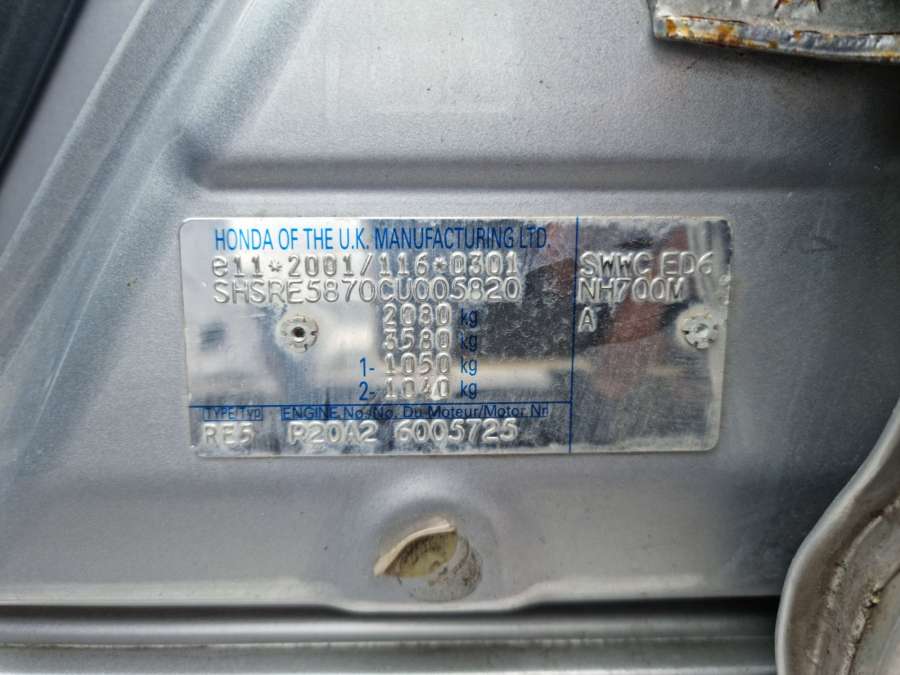 HONDA OF THE U.K. MANUFACTURING LTD.
e11*2001/116*0301
SHSRE5870CU005820
2080 kg
3580 kg
1- 1050 kg
2- 1040 kg
TYPE/Typ ENGINE No.-No. Du Moteur/Motor Nr
RE5 R20A2 6005725
SWWC ED6
NH700M
A